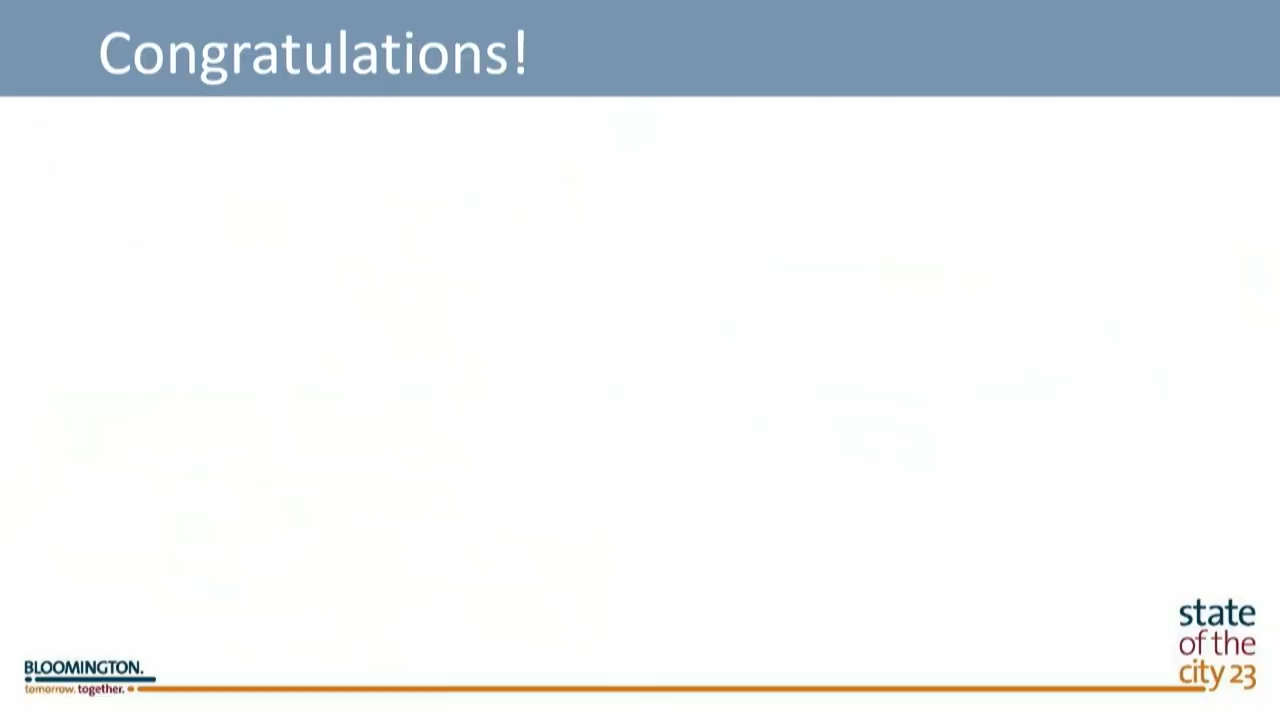 Congratulations!
state
of the
city 23
BLOOMINGTON.
tomorrow. together.